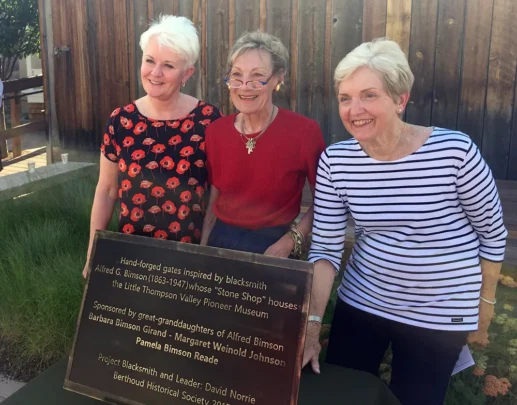 Hand-forged gates inspired by blacksmith
Alfred G. Bimson (1863-1947) whose "Stone Shop" houses
the Little Thompson Valley Pioneer Museum
Sponsored by great-granddaughters of Alfred Bimson
Barbara Bimson Girand - Margaret Weinold Johnson
Pamela Bimson Reade
Project Blacksmith and Leader: David Norrie
Berthoud Historical Society